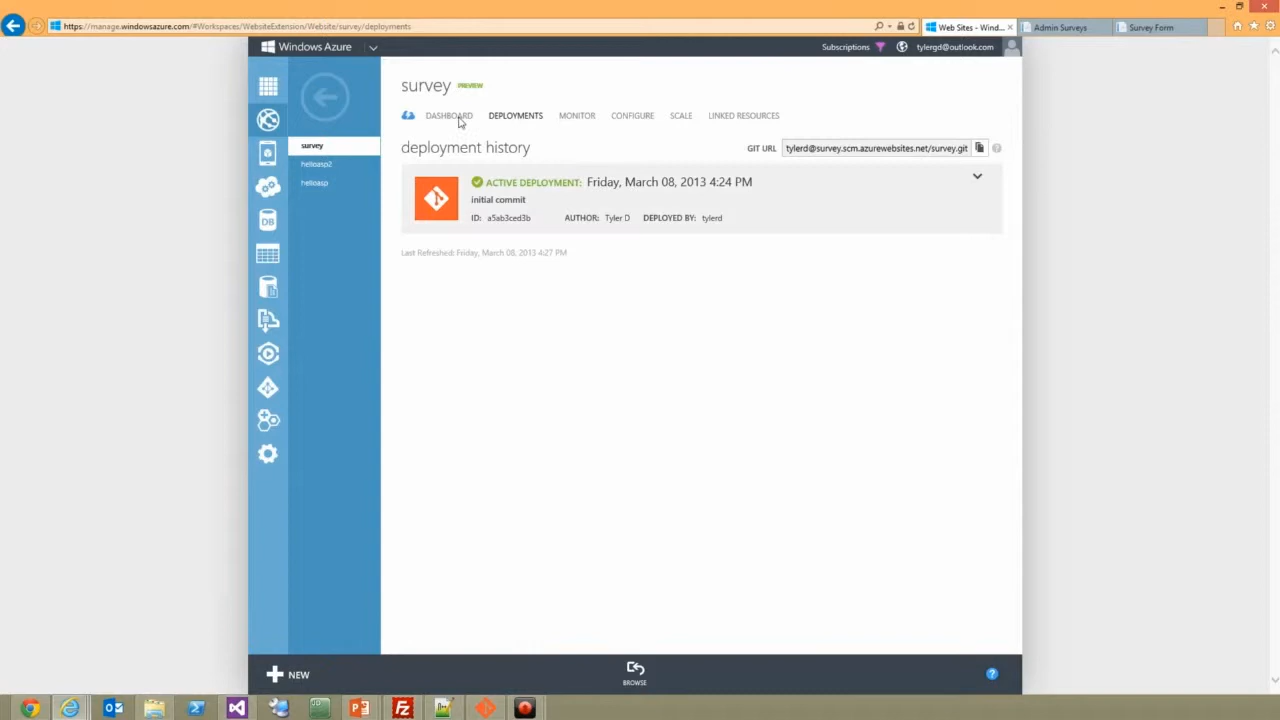 https://manage.windowsazure.com/#Workspaces/WebsiteExtension/Website/survey/deployments
Web Sites - Wind...
Admin Surveys
Survey Form
Windows Azure
Subscriptions
tylergd@outlook.com
survey PREVIEW
DASHBOARD DEPLOYMENTS MONITOR CONFIGURE SCALE LINKED RESOURCES
survey
helloasp2
helloasp
deployment history
GIT URL tylerd@survey.scm.azurewebsites.net/survey.git
ACTIVE DEPLOYMENT: Friday, March 08, 2013 4:24 PM
initial commit
ID: a5ab3ced3b AUTHOR: Tyler D DEPLOYED BY: tylerd
Last Refreshed: Friday, March 08, 2013 4:27 PM
DB
NEW
BROWSE